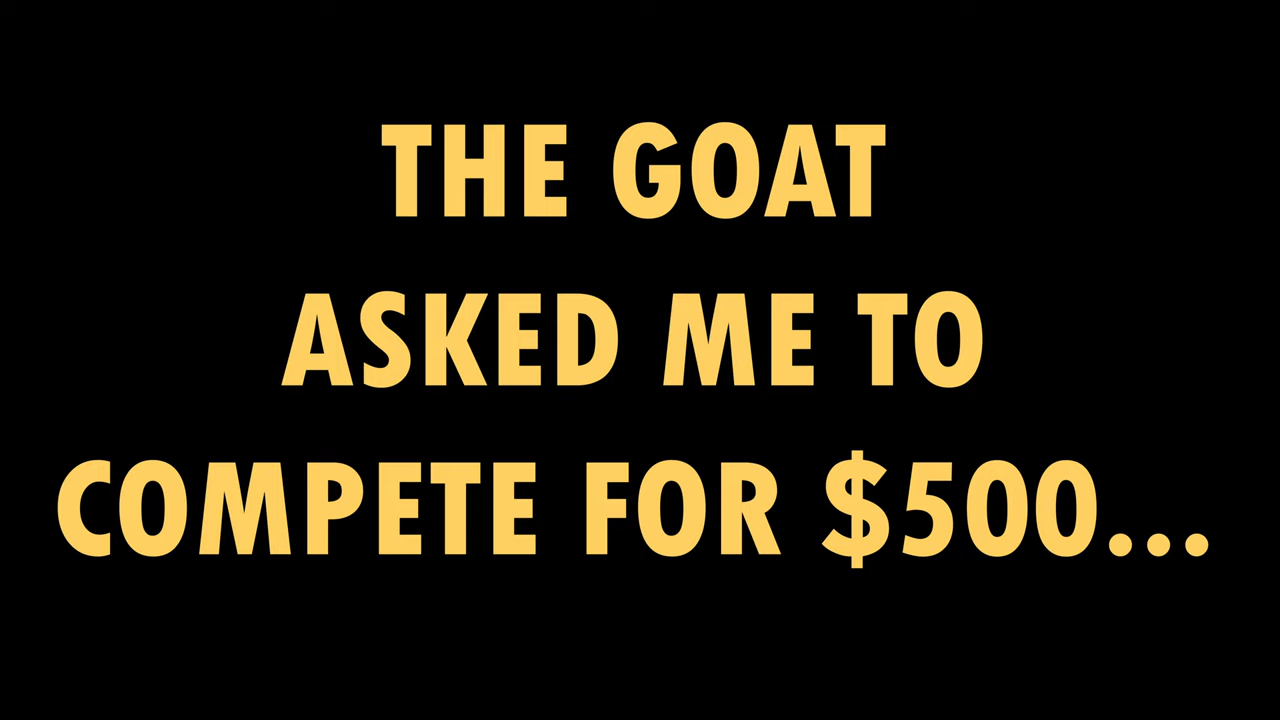 THE GOAT
ASKED ME TO
COMPETE FOR $500...